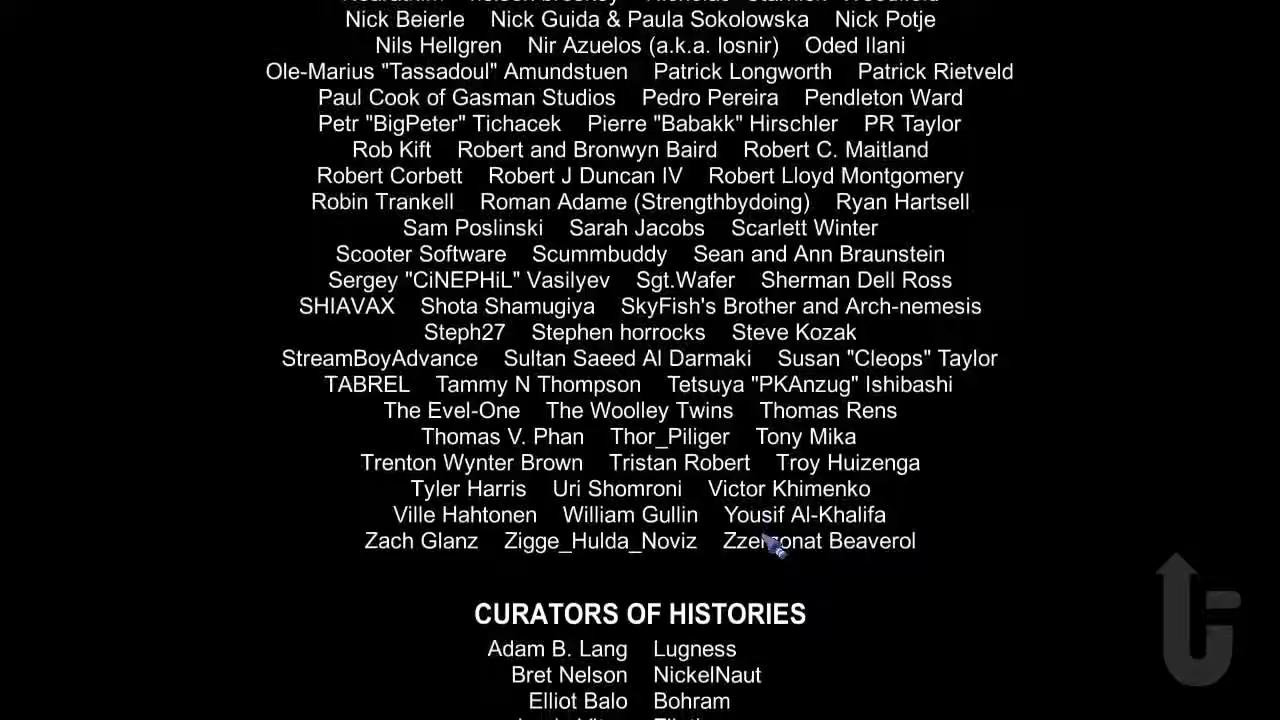 Nick Beierle Nick Guida & Paula Sokolowska Nick Potje
Nils Hellgren Nir Azuelos (a.k.a. losnir) Oded Ilani
Ole-Marius "Tassadoul" Amundstuen Patrick Longworth Patrick Rietveld
Paul Cook of Gasman Studios Pedro Pereira Pendleton Ward
Petr "BigPeter" Tichacek Pierre "Babakk" Hirschler PR Taylor
Rob Kift Robert and Bronwyn Baird Robert C. Maitland
Robert Corbett Robert J Duncan IV Robert Lloyd Montgomery
Robin Trankell Roman Adame (Strengthbydoing) Ryan Hartsell
Sam Poslinski Sarah Jacobs Scarlett Winter
Scooter Software Scummbuddy Sean and Ann Braunstein
Sergey "CiNEPHiL" Vasilyev Sgt.Wafer Sherman Dell Ross
SHIAVAX Shota Shamugiya SkyFish's Brother and Arch-nemesis
Steph27 Stephen horrocks Steve Kozak
StreamBoyAdvance Sultan Saeed Al Darmaki Susan "Cleops" Taylor
TABREL Tammy N Thompson Tetsuya "PKAnzug" Ishibashi
The Evel-One The Woolley Twins Thomas Rens
Thomas V. Phan Thor_Piliger Tony Mika
Trenton Wynter Brown Tristan Robert Troy Huizenga
Tyler Harris Uri Shomroni Victor Khimenko
Ville Hahtonen William Gullin Yousif Al-Khalifa
Zach Glanz Zigge_Hulda_Noviz Beaverol
CURATORS OF HISTORIES
Adam B. Lang Lugness
Bret Nelson NickelNaut
Elliot Balo Bohram